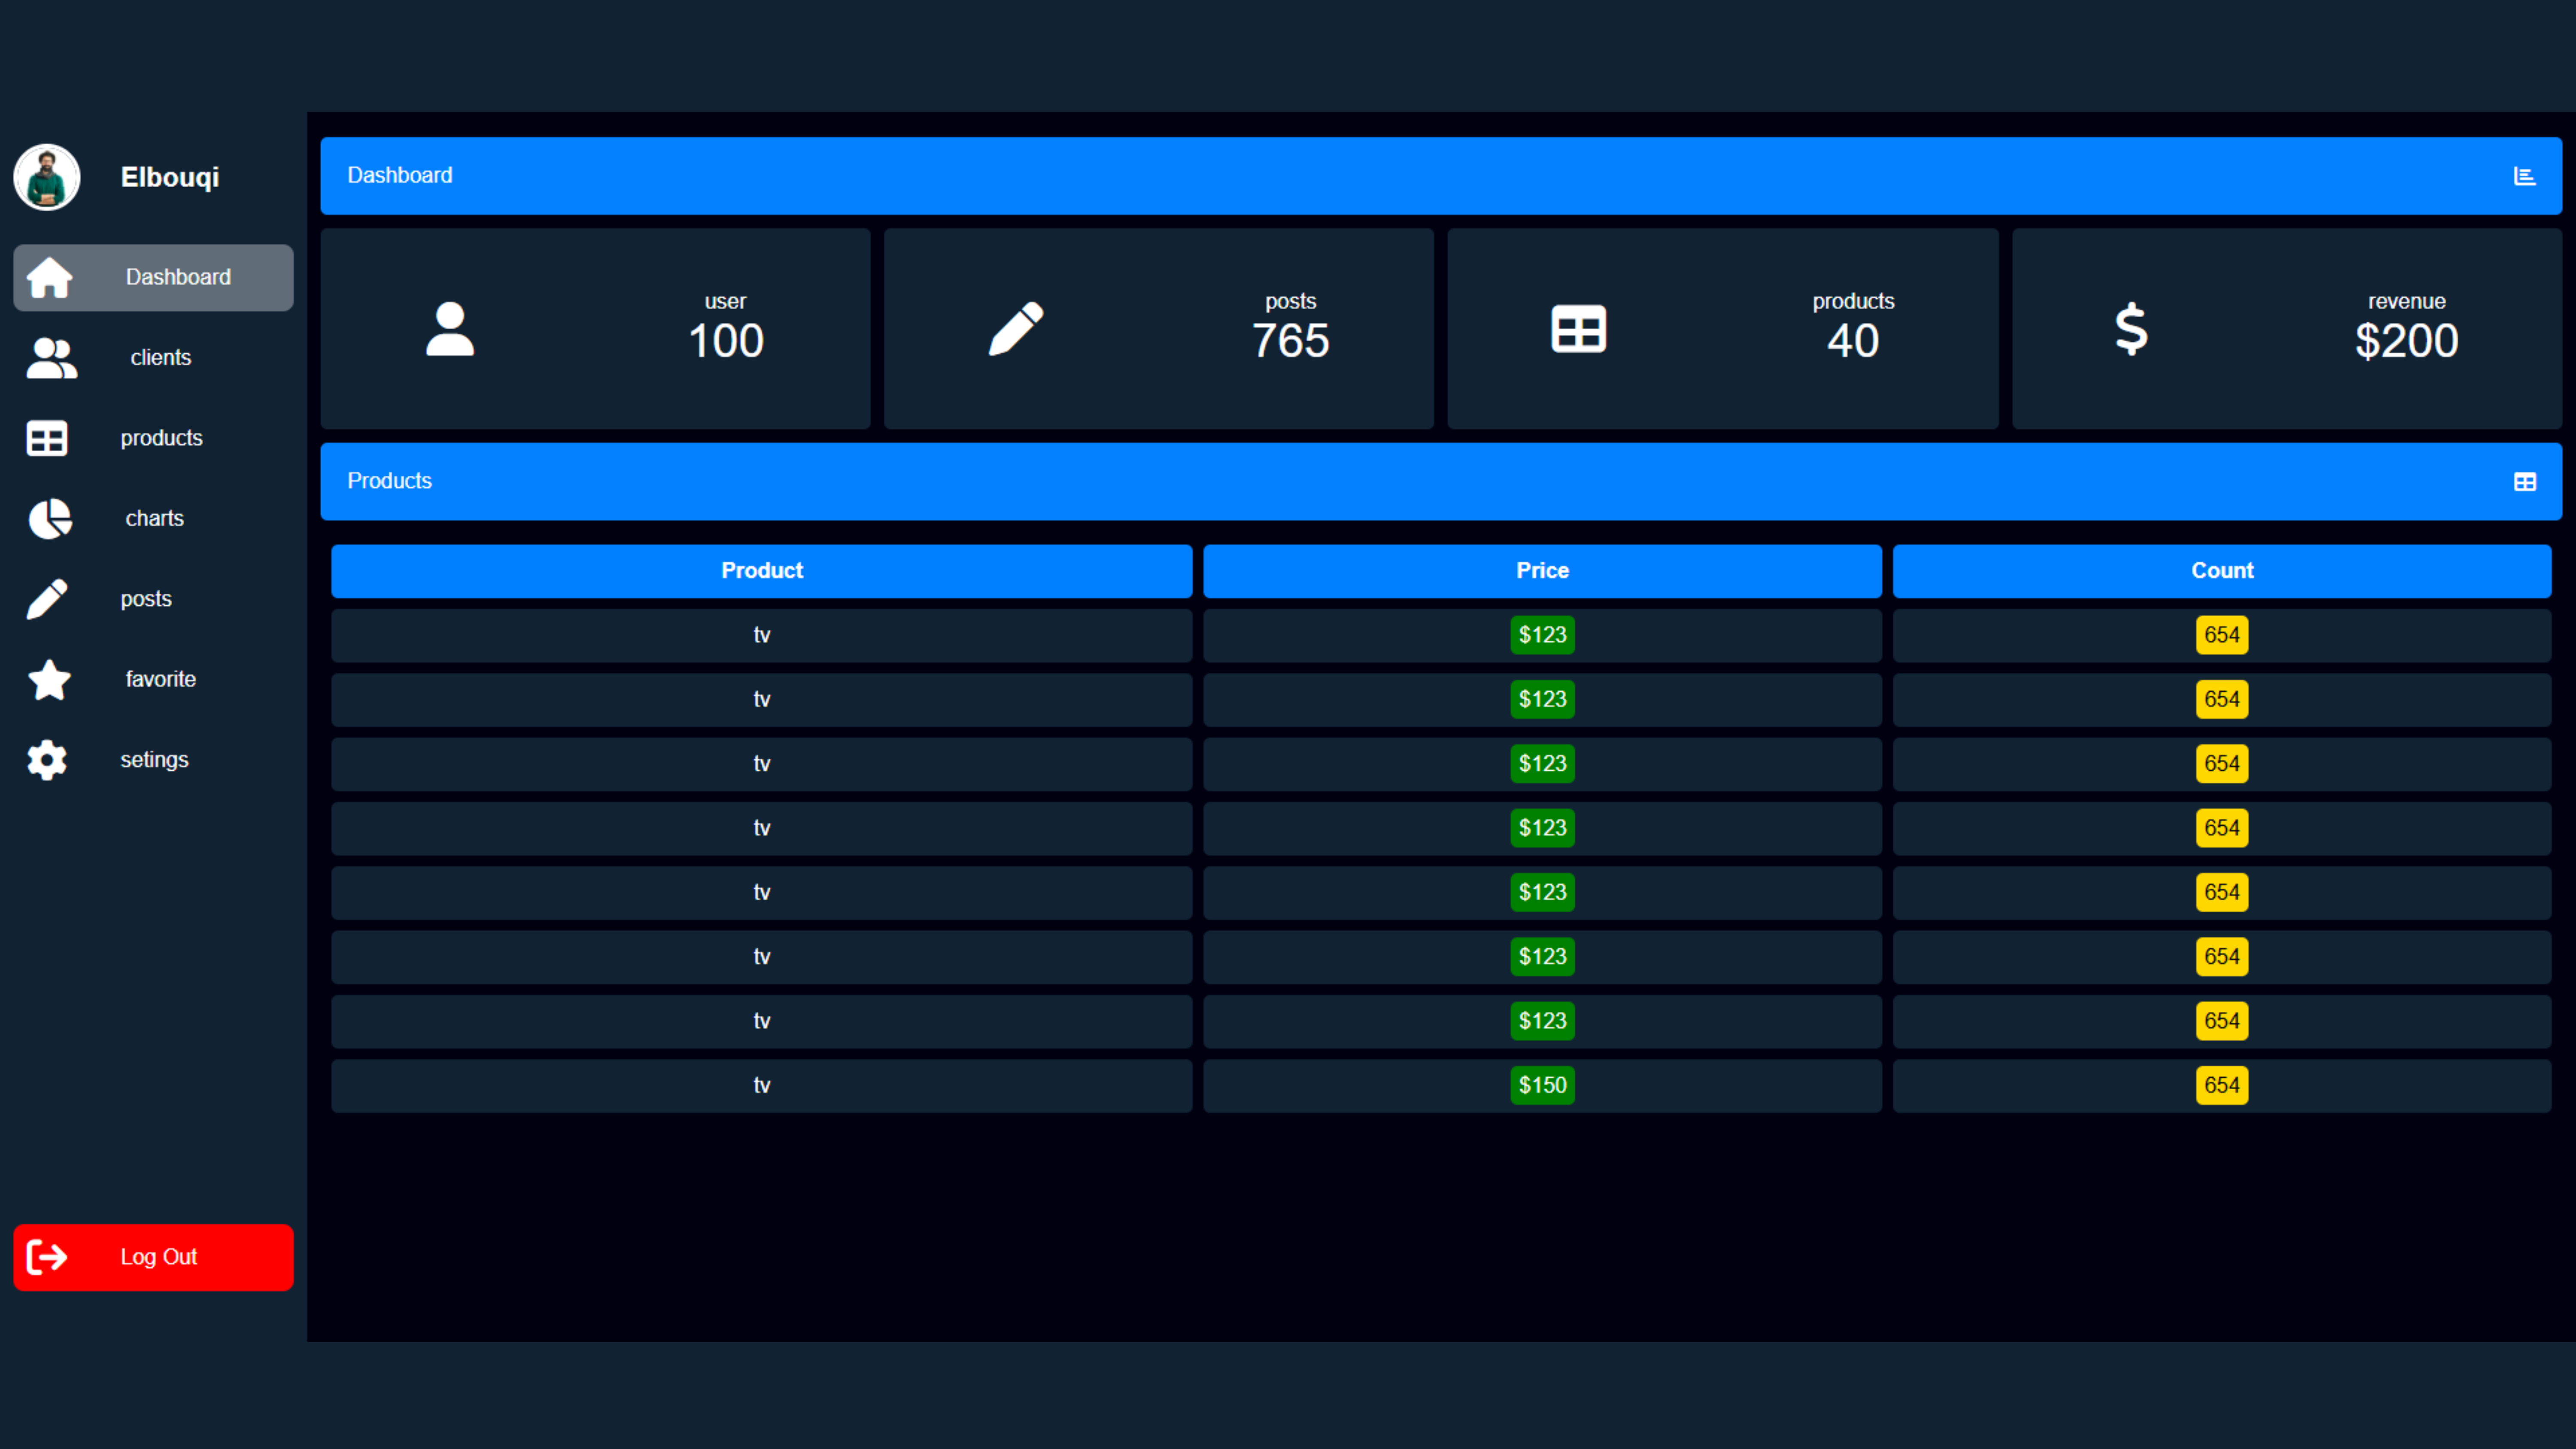 Elbouqi
Dashboard
clients
products
charts
posts
favorite
setings
Log Out
Dashboard
user
100
posts
765
products
40
revenue
$200
Products
Product Price Count
tv $123 654
tv $123 654
tv $123 654
tv $123 654
tv $123 654
tv $123 654
tv $123 654
tv $150 654